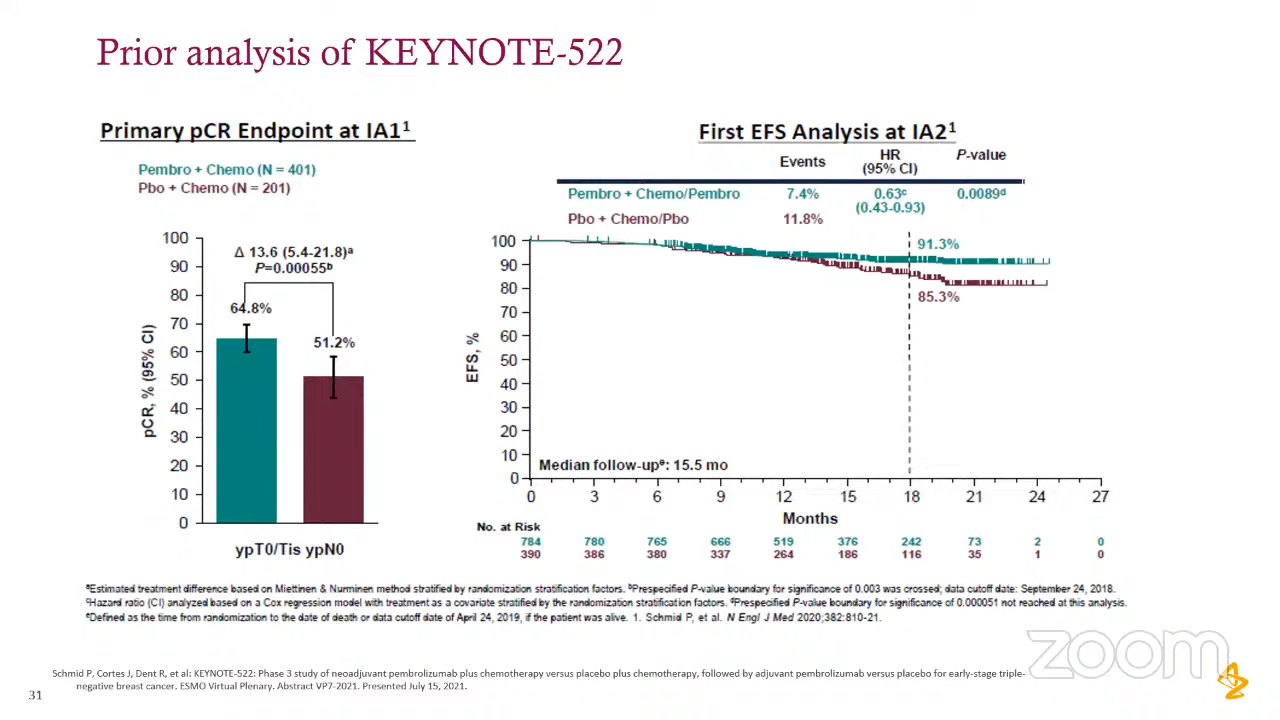 Prior analysis of KEYNOTE-522
Primary pCR Endpoint at IA1¹
Pembro + Chemo (N = 401)
Pbo + Chemo (N = 201)
Δ 13.6 (5.4-21.8)ᵃ
P=0.00055ᵇ
64.8%
51.2%
pCR, % (95% CI)
100
90
80
70
60
50
40
30
20
10
0
ypT0/Tis ypN0
First EFS Analysis at IA2¹
Events HR (95% CI) P-value
Pembro + Chemo/Pembro 7.4% 0.63ᶜ (0.43-0.93) 0.0089ᵈ
Pbo + Chemo/Pbo 11.8%
91.3%
85.3%
EFS, %
100
90
80
70
60
50
40
30
20
10
0
Median follow-upᵉ: 15.5 mo
0 3 6 9 12 15 18 21 24 27
Months
No. at Risk
784 780 765 666 519 376 242 73 2 0
390 386 380 337 264 186 116 35 1 0
ᵃEstimated treatment difference based on Miettinen & Nurminen method stratified by randomization stratification factors. ᵇPrespecified P-value boundary for significance of 0.003 was crossed; data cutoff date: September 24, 2018.
ᶜHazard ratio (CI) analyzed based on a Cox regression model with treatment as a covariate stratified by the randomization stratification factors. ᵈPrespecified P-value boundary for significance of 0.000051 not reached at this analysis.
ᵉDefined as the time from randomization to the date of death or data cutoff date of April 24, 2019, if the patient was alive. 1. Schmid P, et al. N Engl J Med 2020;382:810-21.
zoom
Schmid P, Cortes J, Dent R, et al: KEYNOTE-522: Phase 3 study of neoadjuvant pembrolizumab plus chemotherapy versus placebo plus chemotherapy, followed by adjuvant pembrolizumab versus placebo for early-stage triple-
negative breast cancer. ESMO Virtual Plenary. Abstract VP7-2021. Presented July 15, 2021.
31